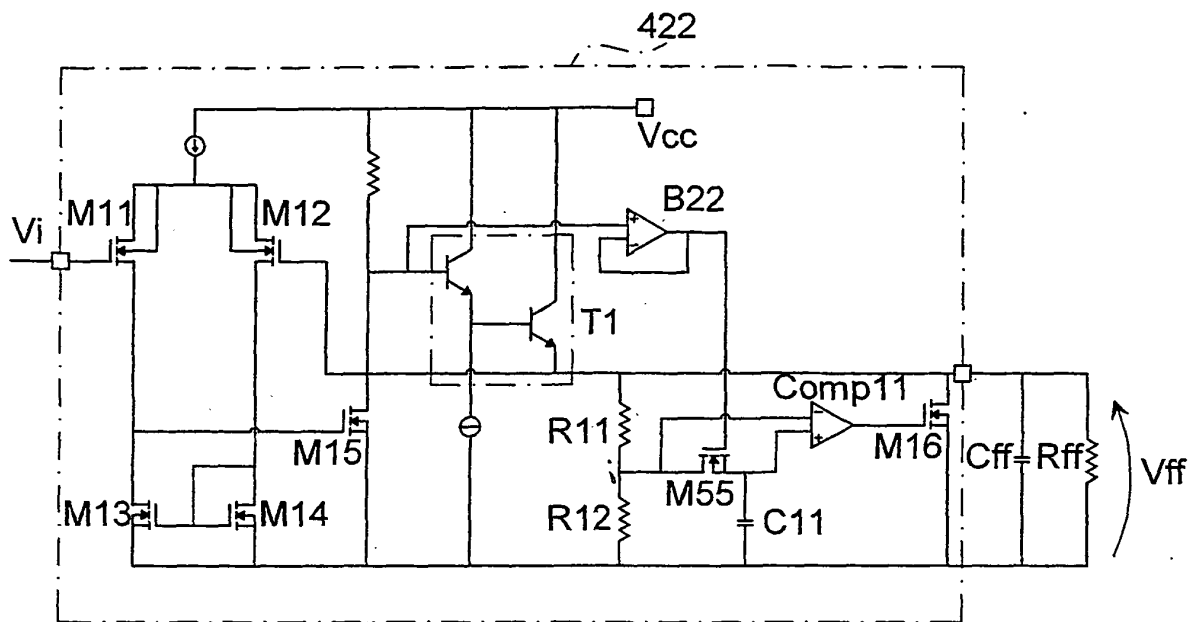 422
Vcc
Vi
M11
M12
B22
T1
Comp11
M15
R11
M55
M16
Cff
Rff
Vff
M13
M14
R12
C11